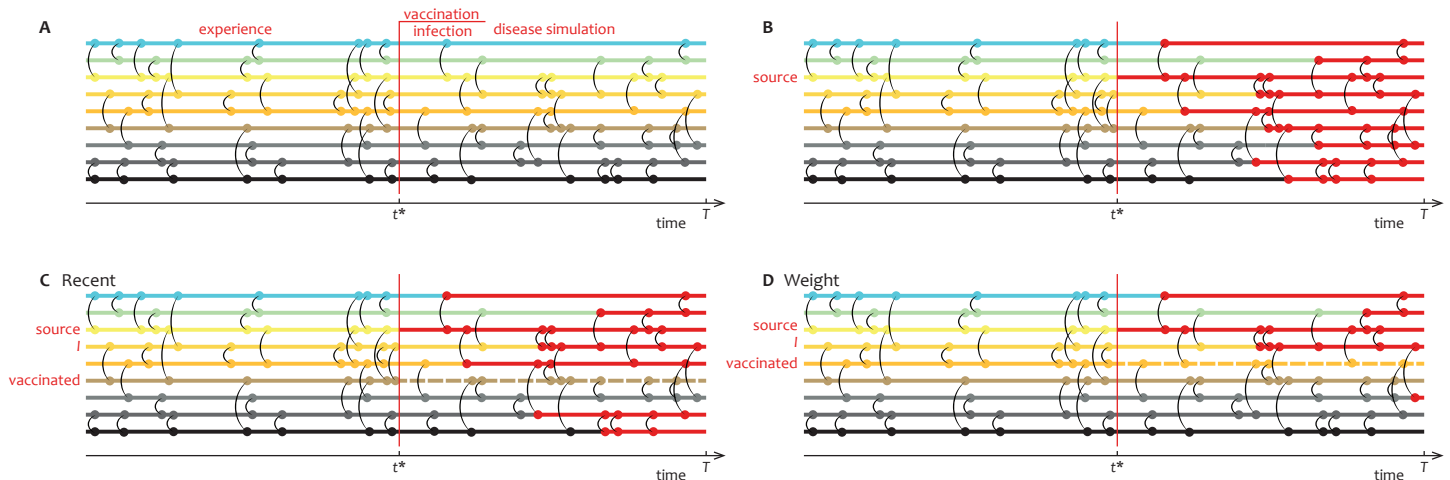 A
experience
vaccination
infection
disease simulation
t*
time
T
B
source
t*
time
T
C Recent
source
I
vaccinated
t*
time
T
D Weight
source
I
vaccinated
t*
time
T